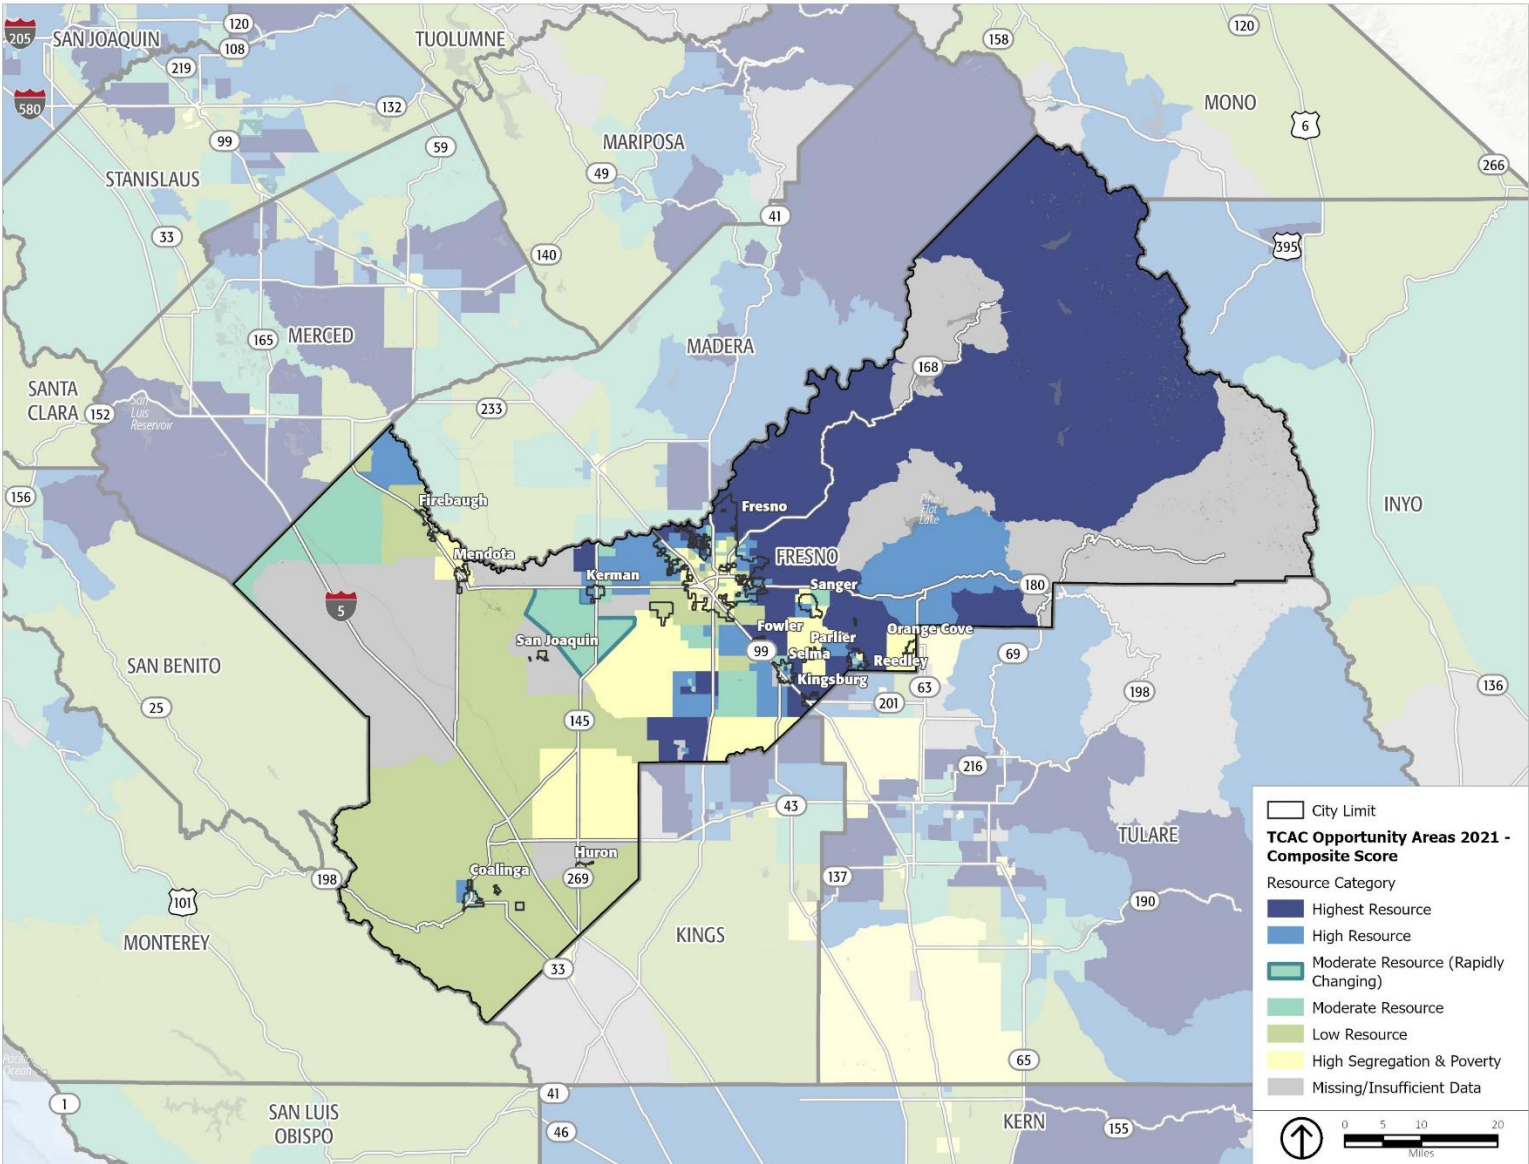 205
SAN JOAQUIN
120
108
TUOLUMNE
158
120
219
580
132
MONO
6
99
59
MARIPOSA
266
STANISLAUS
49
41
33
140
395
165
MERCED
MADERA
168
SANTA
CLARA
152
San
Luis
Reservoir
233
156
Firebaugh
Fresno
Pine
Flat
Lake
INYO
Mendota
FRESNO
5
Kerman
Sanger
180
Fowler
Parlier
Orange Cove
San Joaquin
99
Selma
Reedley
69
SAN BENITO
Kingsburg
63
198
136
25
145
201
216
43
TULARE
Huron
Coalinga
198
269
137
101
190
MONTEREY
KINGS
33
Pacific
Ocean
65
1
41
SAN LUIS
OBISPO
46
KERN
155
City Limit
TCAC Opportunity Areas 2021 -
Composite Score
Resource Category
Highest Resource
High Resource
Moderate Resource (Rapidly
Changing)
Moderate Resource
Low Resource
High Segregation & Poverty
Missing/Insufficient Data
0 5 10 20
Miles